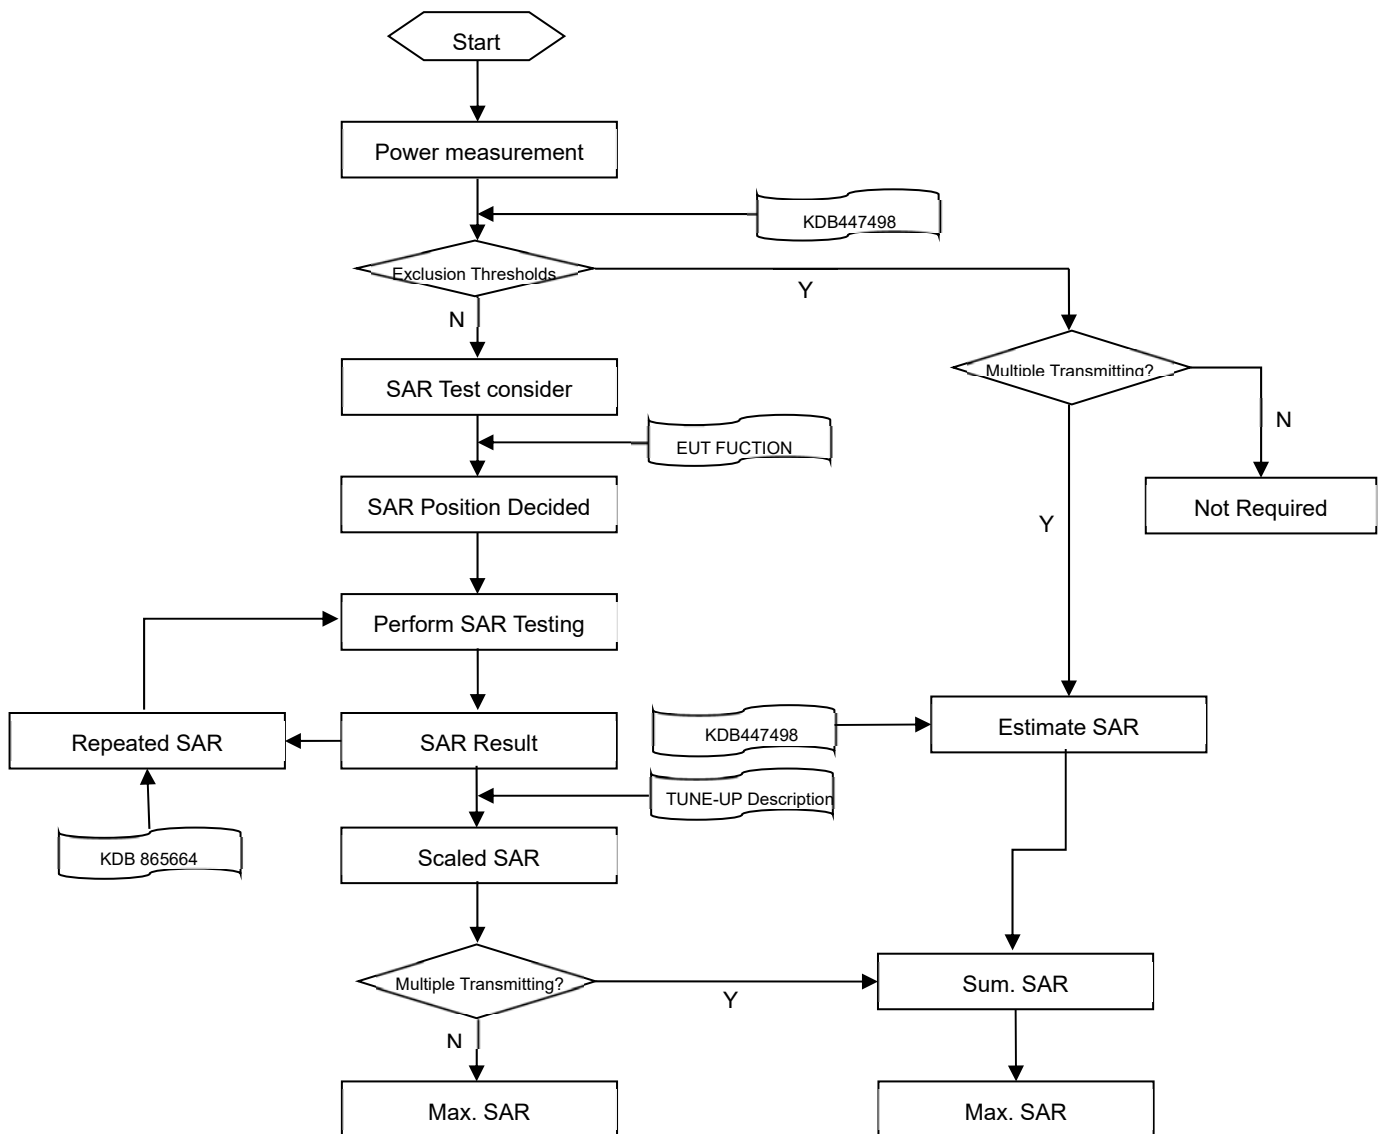 Start
Power measurement
KDB447498
Exclusion Thresholds
Y
N
Multiple Transmitting?
SAR Test consider
N
EUT FUCTION
SAR Position Decided
Not Required
Y
Perform SAR Testing
Repeated SAR
SAR Result
KDB447498
Estimate SAR
TUNE-UP Description
KDB 865664
Scaled SAR
Multiple Transmitting?
Y
Sum. SAR
N
Max. SAR
Max. SAR